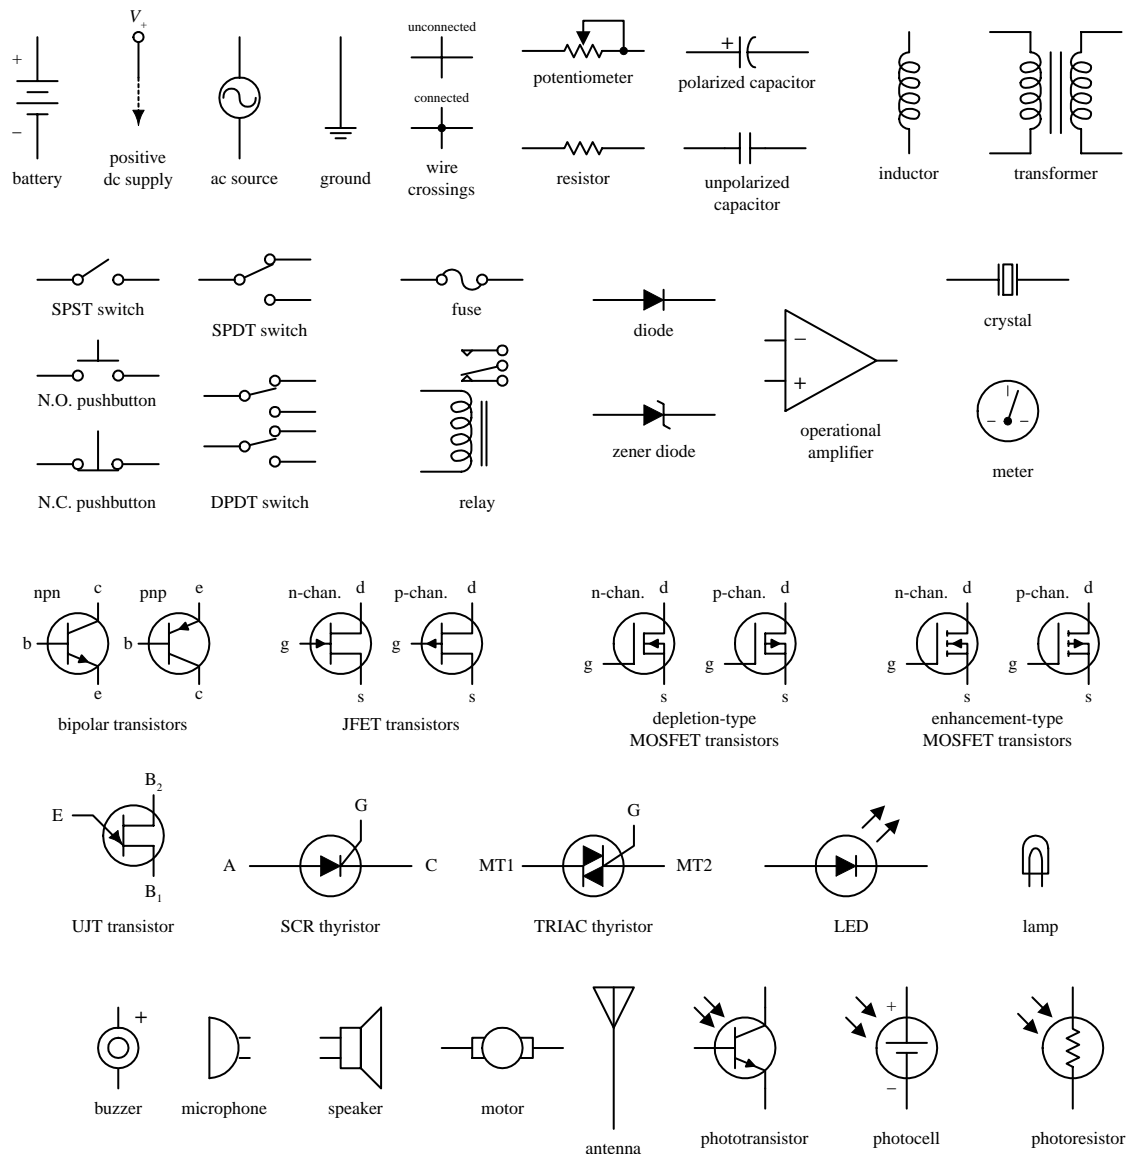 V+
unconnected
+
+
potentiometer
polarized capacitor
connected
−
positive
dc supply
wire
crossings
battery
ac source
ground
resistor
unpolarized
capacitor
inductor
transformer
SPST switch
SPDT switch
fuse
diode
crystal
−
+
N.O. pushbutton
operational
amplifier
zener diode
meter
N.C. pushbutton
DPDT switch
relay
npn c pnp e
b b
e c
bipolar transistors
n-chan. d p-chan. d
g g
s s
JFET transistors
n-chan. d p-chan. d
g g
s s
depletion-type
MOSFET transistors
n-chan. d p-chan. d
g g
s s
enhancement-type
MOSFET transistors
B2
E
B1
UJT transistor
G
A C
SCR thyristor
G
MT1 MT2
TRIAC thyristor
LED
lamp
+
buzzer
microphone
speaker
motor
antenna
phototransistor
+
−
photocell
photoresistor